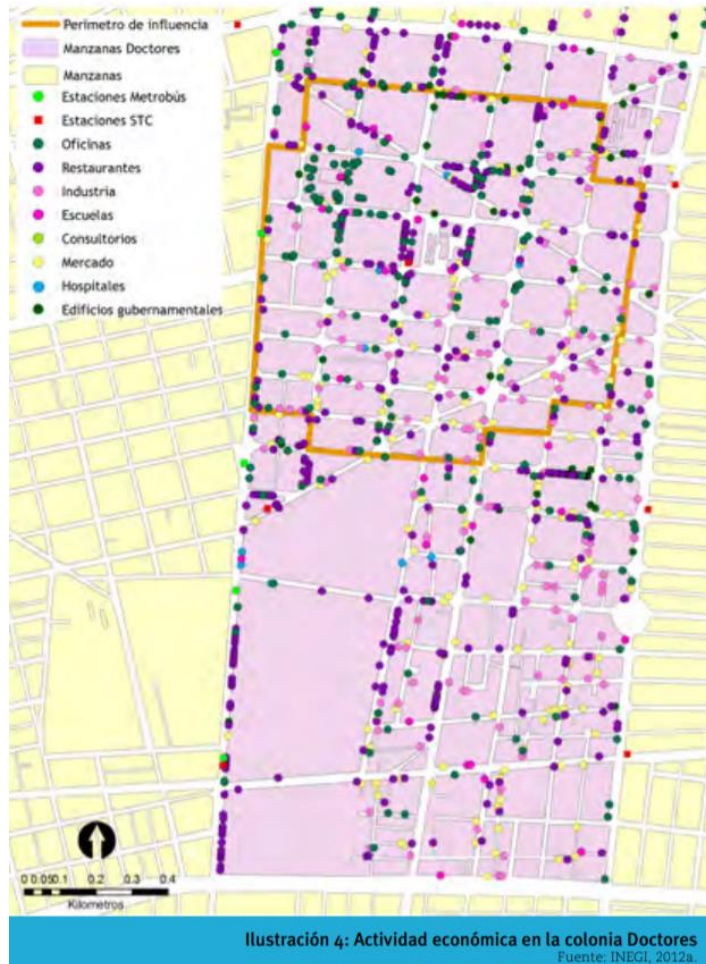 Perímetro de influencia
Manzanas Doctores
Manzanas
Estaciones Metrobús
Estaciones STC
Oficinas
Restaurantes
Industria
Escuelas
Consultorios
Mercado
Hospitales
Edificios gubernamentales
0 0.050.1 0.2 0.3 0.4
Kilometros
Ilustración 4: Actividad económica en la colonia Doctores
Fuente: INEGI, 2012a.